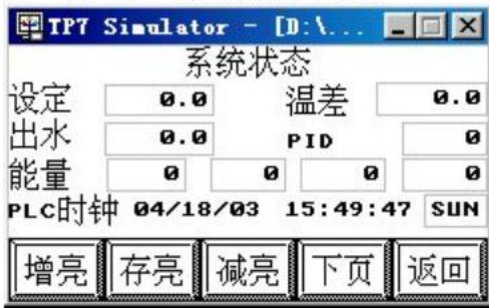 TP7 Simulator - [D:\...
系统状态
设定 0.0 温差 0.0
出水 0.0 PID 0
能量 0 0 0 0
PLC时钟 04/18/03 15:49:47 SUN
增亮 存亮 减亮 下页 返回